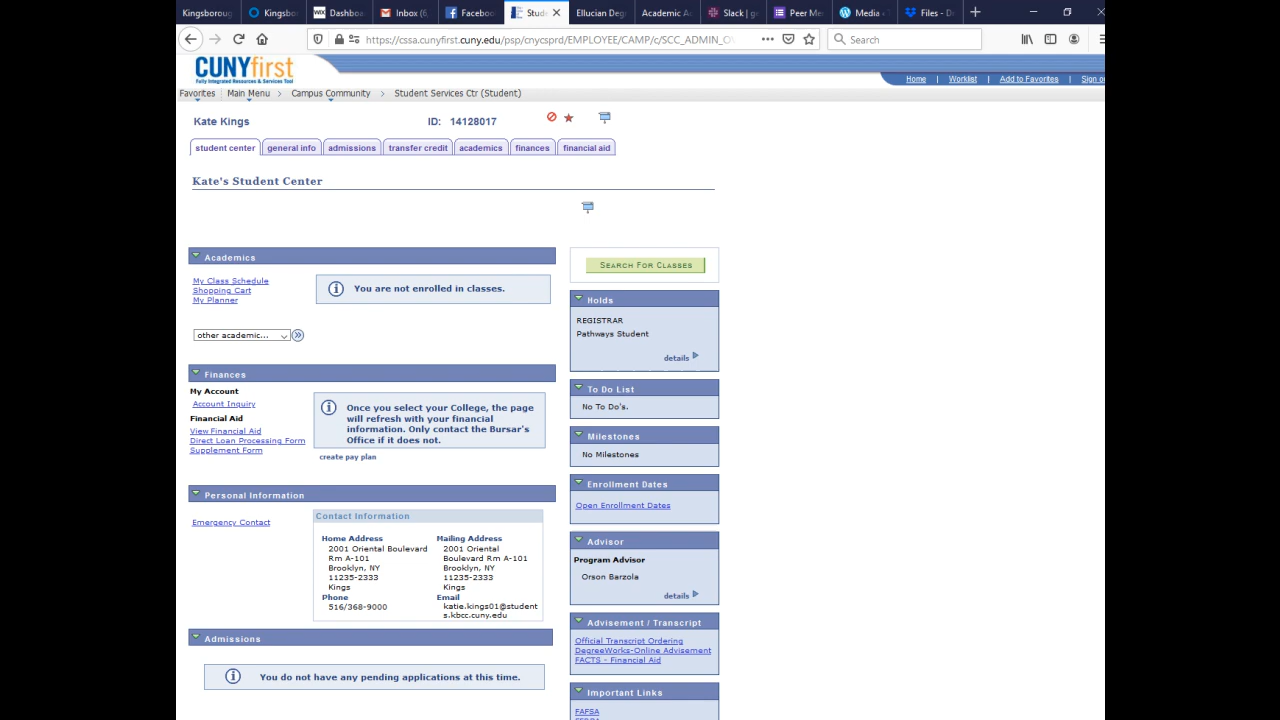 Kingsboroug
Kingsbo
WIX Dashboa
Inbox (6,
Faceboo
Stude
Ellucian Deg
Academic A
Slack | g
Peer Me
Media ‹
Files - D
https://cssa.cunyfirst.cuny.edu/psp/cnycsprd/EMPLOYEE/CAMP/c/SCC_ADMIN_O
Search
CUNYfirst
Fully Integrated Resources & Services Tool
Home | Worklist | Add to Favorites | Sign o
Favorites Main Menu > Campus Community > Student Services Ctr (Student)
Kate Kings ID: 14128017
student center general info admissions transfer credit academics finances financial aid
Kate's Student Center
Academics
My Class Schedule
Shopping Cart
My Planner
You are not enrolled in classes.
other academic...
Finances
My Account
Account Inquiry
Financial Aid
View Financial Aid
Direct Loan Processing Form
Supplement Form
Once you select your College, the page
will refresh with your financial
information. Only contact the Bursar's
Office if it does not.
create pay plan
Personal Information
Emergency Contact
Contact Information
Home Address
2001 Oriental Boulevard
Rm A-101
Brooklyn, NY
11235-2333
Kings
Phone
516/368-9000
Mailing Address
2001 Oriental
Boulevard Rm A-101
Brooklyn, NY
11235-2333
Kings
Email
katie.kings01@student
s.kbcc.cuny.edu
Admissions
You do not have any pending applications at this time.
Search For Classes
Holds
REGISTRAR
Pathways Student
details
To Do List
No To Do's.
Milestones
No Milestones
Enrollment Dates
Open Enrollment Dates
Advisor
Program Advisor
Orson Barzola
details
Advisement / Transcript
Official Transcript Ordering
DegreeWorks-Online Advisement
FACTS - Financial Aid
Important Links
FAFSA